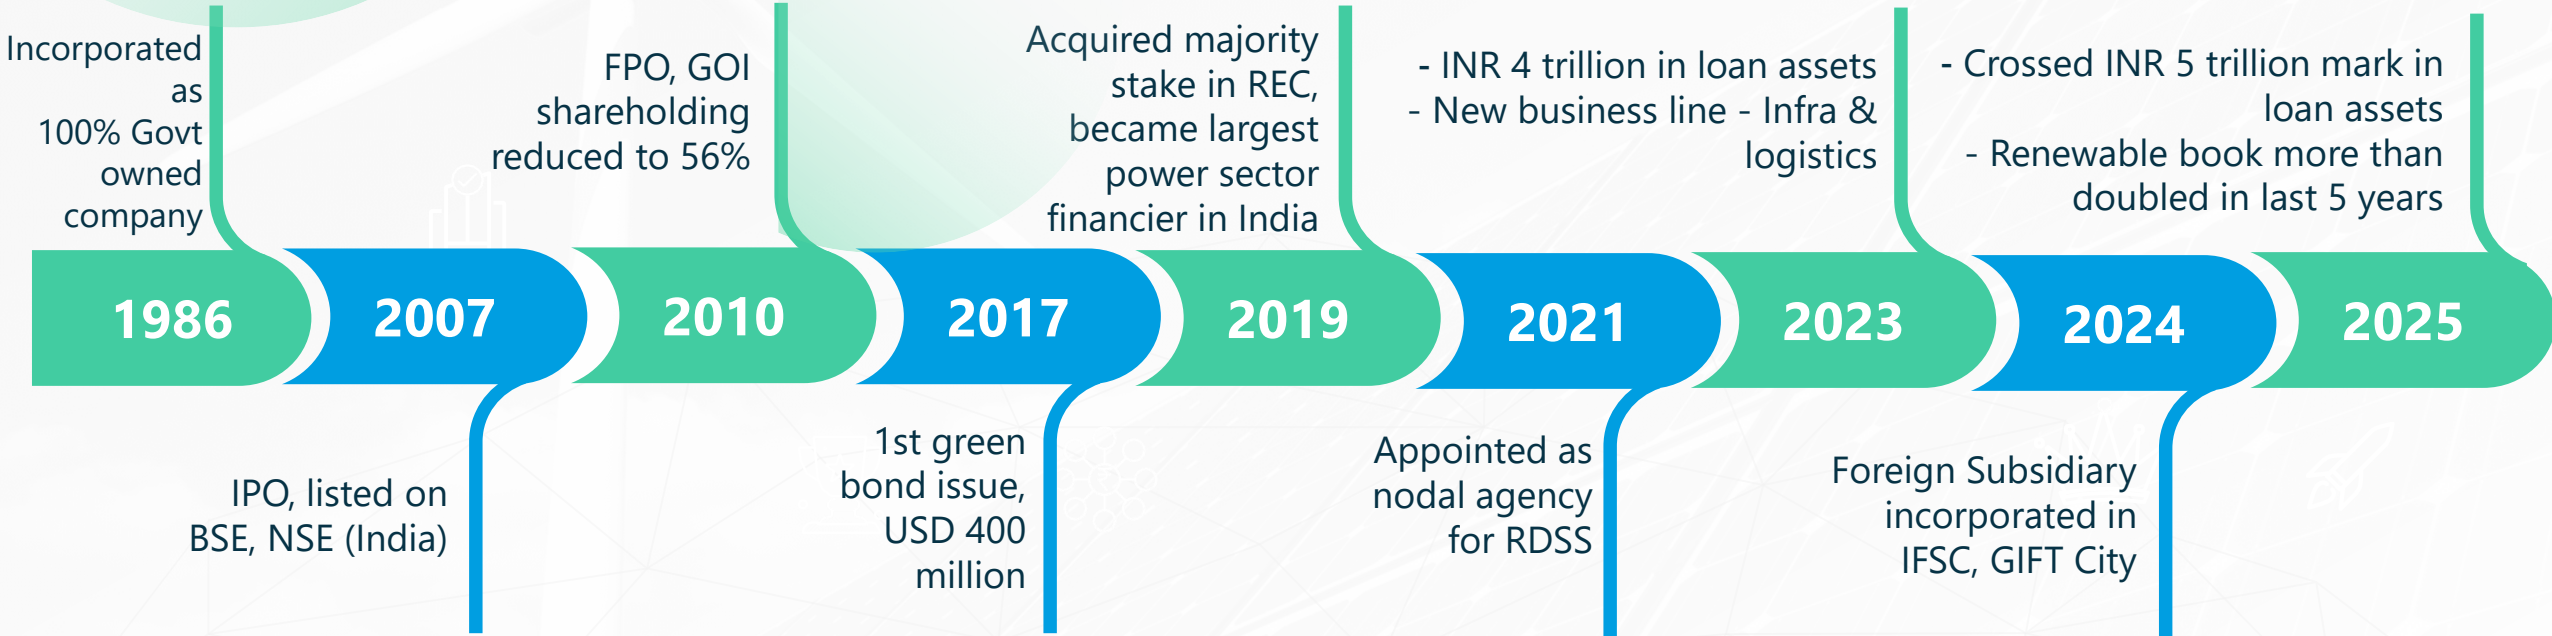 Incorporated
as
100% Govt
owned
company
FPO, GOI
shareholding
reduced to 56%
Acquired majority
stake in REC,
became largest
power sector
financier in India
- INR 4 trillion in loan assets
- New business line - Infra &
logistics
- Crossed INR 5 trillion mark in
loan assets
- Renewable book more than
doubled in last 5 years
1986
2007
2010
2017
2019
2021
2023
2024
2025
IPO, listed on
BSE, NSE (India)
1st green
bond issue,
USD 400
million
Appointed as
nodal agency
for RDSS
Foreign Subsidiary
incorporated in
IFSC, GIFT City